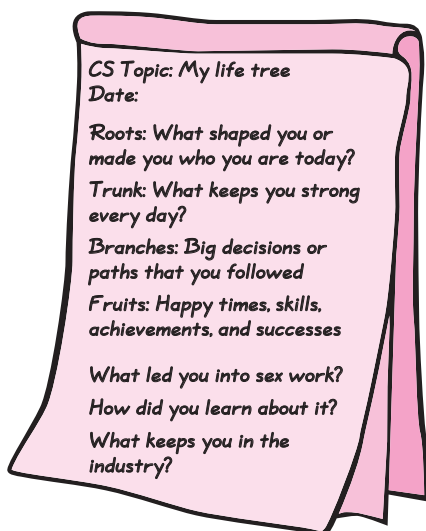 CS Topic: My life tree
Date:
Roots: What shaped you or
made you who you are today?
Trunk: What keeps you strong
every day?
Branches: Big decisions or
paths that you followed
Fruits: Happy times, skills,
achievements, and successes
What led you into sex work?
How did you learn about it?
What keeps you in the
industry?